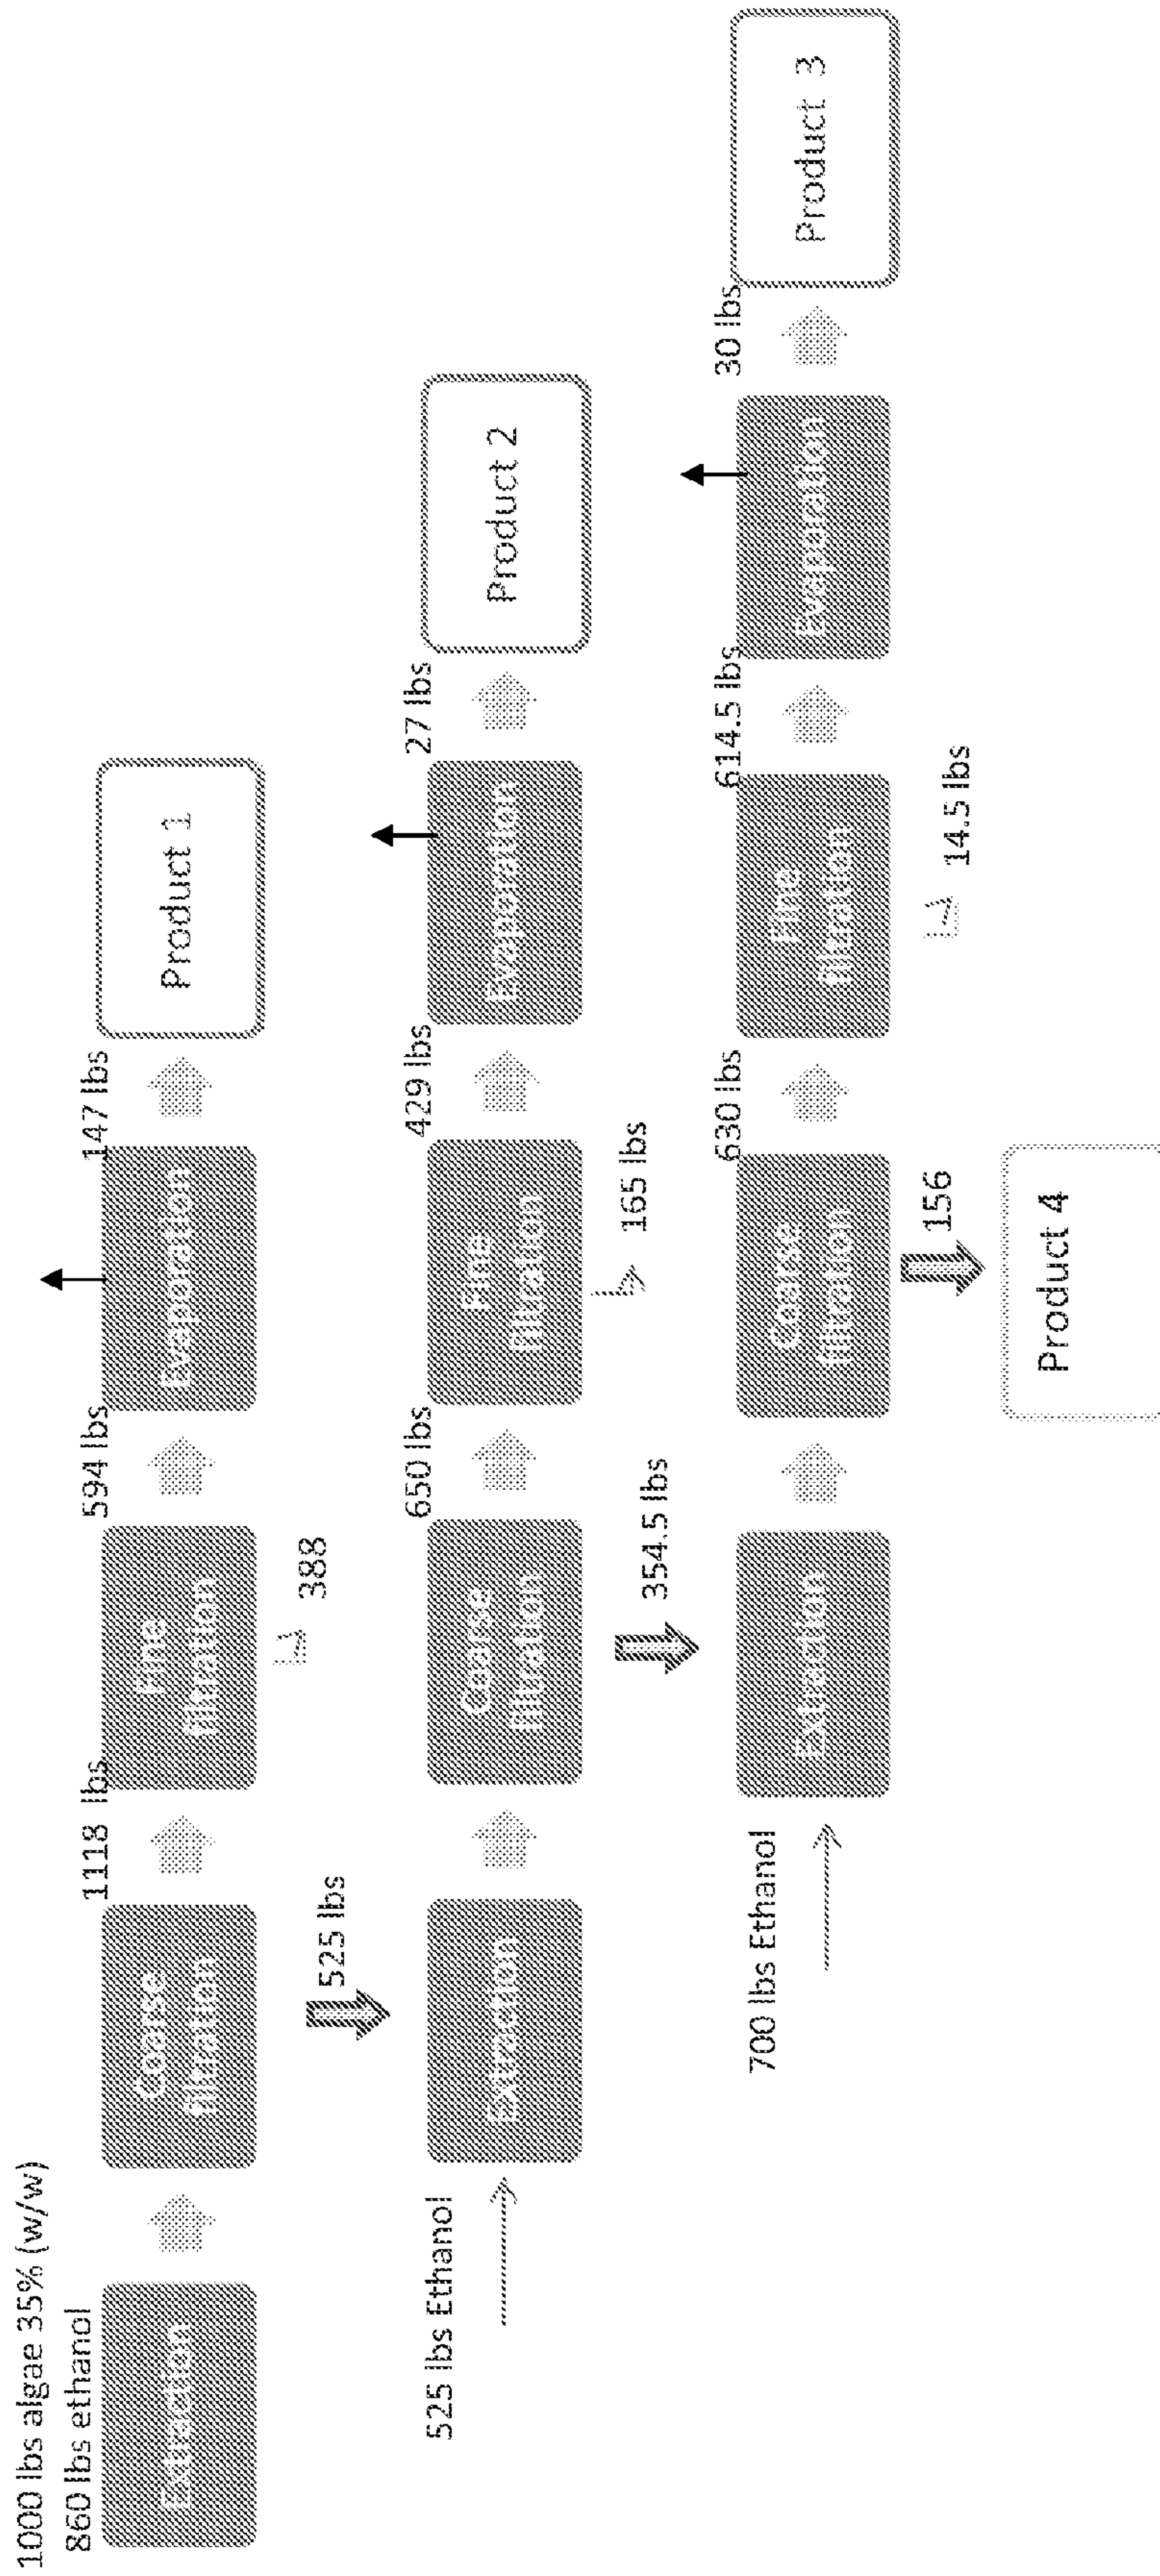 1000 lbs algae 35% (w/w)
860 lbs ethanol
Extraction
Coarse
filtration
1118 lbs
Fine
filtration
594 lbs
Evaporation
147 lbs
Product 1
525 lbs
388
525 lbs Ethanol
Extraction
Coarse
filtration
650 lbs
Fine
filtration
429 lbs
Evaporation
27 lbs
Product 2
354.5 lbs
165 lbs
700 lbs Ethanol
Extraction
Coarse
filtration
630 lbs
Fine
filtration
614.5 lbs
Evaporation
30 lbs
Product 3
156
14.5 lbs
Product 4